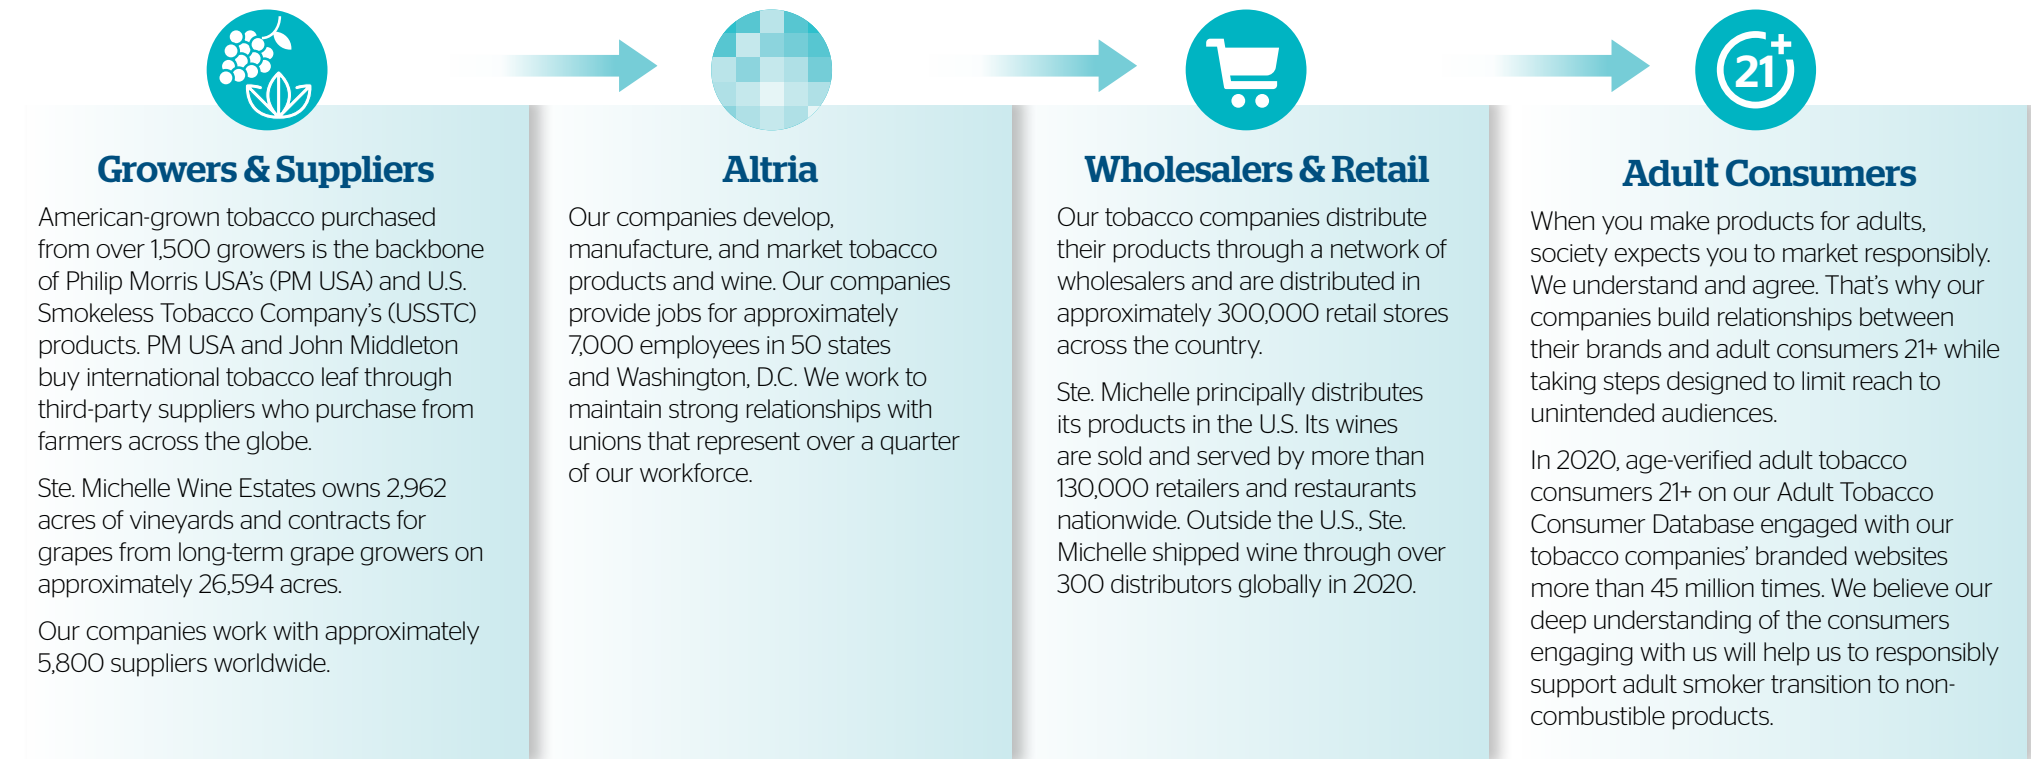 Growers & Suppliers
American-grown tobacco purchased
from over 1,500 growers is the backbone
of Philip Morris USA's (PM USA) and U.S.
Smokeless Tobacco Company's (USSTC)
products. PM USA and John Middleton
buy international tobacco leaf through
third-party suppliers who purchase from
farmers across the globe.
Ste. Michelle Wine Estates owns 2,962
acres of vineyards and contracts for
grapes from long-term grape growers on
approximately 26,594 acres.
Our companies work with approximately
5,800 suppliers worldwide.
Altria
Our companies develop,
manufacture, and market tobacco
products and wine. Our companies
provide jobs for approximately
7,000 employees in 50 states
and Washington, D.C. We work to
maintain strong relationships with
unions that represent over a quarter
of our workforce.
Wholesalers & Retail
Our tobacco companies distribute
their products through a network of
wholesalers and are distributed in
approximately 300,000 retail stores
across the country.
Ste. Michelle principally distributes
its products in the U.S. Its wines
are sold and served by more than
130,000 retailers and restaurants
nationwide. Outside the U.S., Ste.
Michelle shipped wine through over
300 distributors globally in 2020.
21+
Adult Consumers
When you make products for adults,
society expects you to market responsibly.
We understand and agree. That's why our
companies build relationships between
their brands and adult consumers 21+ while
taking steps designed to limit reach to
unintended audiences.
In 2020, age-verified adult tobacco
consumers 21+ on our Adult Tobacco
Consumer Database engaged with our
tobacco companies' branded websites
more than 45 million times. We believe our
deep understanding of the consumers
engaging with us will help us to responsibly
support adult smoker transition to non-
combustible products.